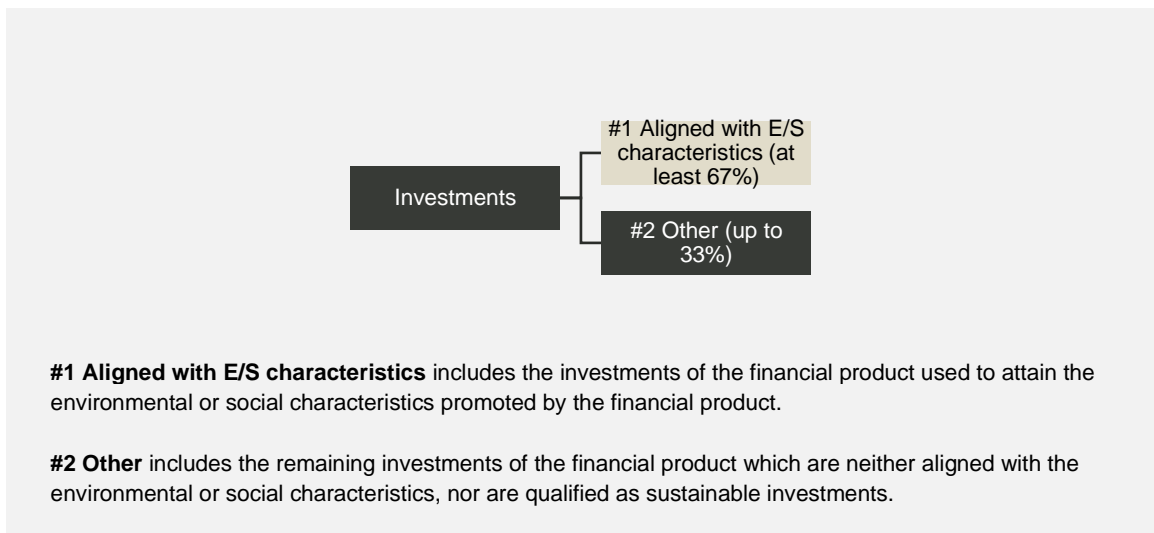 #1 Aligned with E/S
characteristics (at
least 67%)
Investments
#2 Other (up to
33%)
#1 Aligned with E/S characteristics includes the investments of the financial product used to attain the
environmental or social characteristics promoted by the financial product.
#2 Other includes the remaining investments of the financial product which are neither aligned with the
environmental or social characteristics, nor are qualified as sustainable investments.